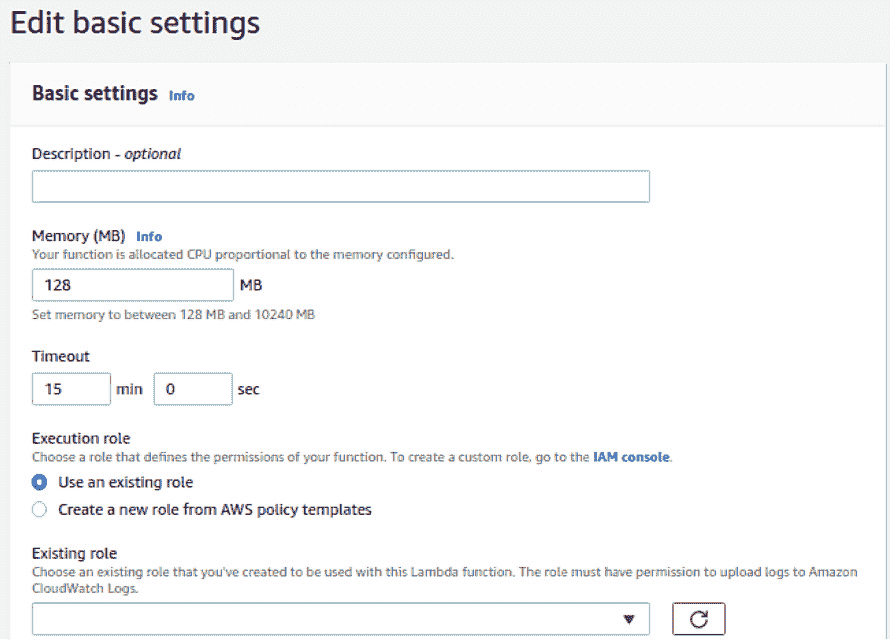 Edit basic settings
Basic settings Info
Description - optional
Memory (MB) Info
Your function is allocated CPU proportional to the memory configured.
128 MB
Set memory to between 128 MB and 10240 MB
Timeout
15 min 0 sec
Execution role
Choose a role that defines the permissions of your function. To create a custom role, go to the IAM console.
Use an existing role
Create a new role from AWS policy templates
Existing role
Choose an existing role that you've created to be used with this Lambda function. The role must have permission to upload logs to Amazon
CloudWatch Logs.